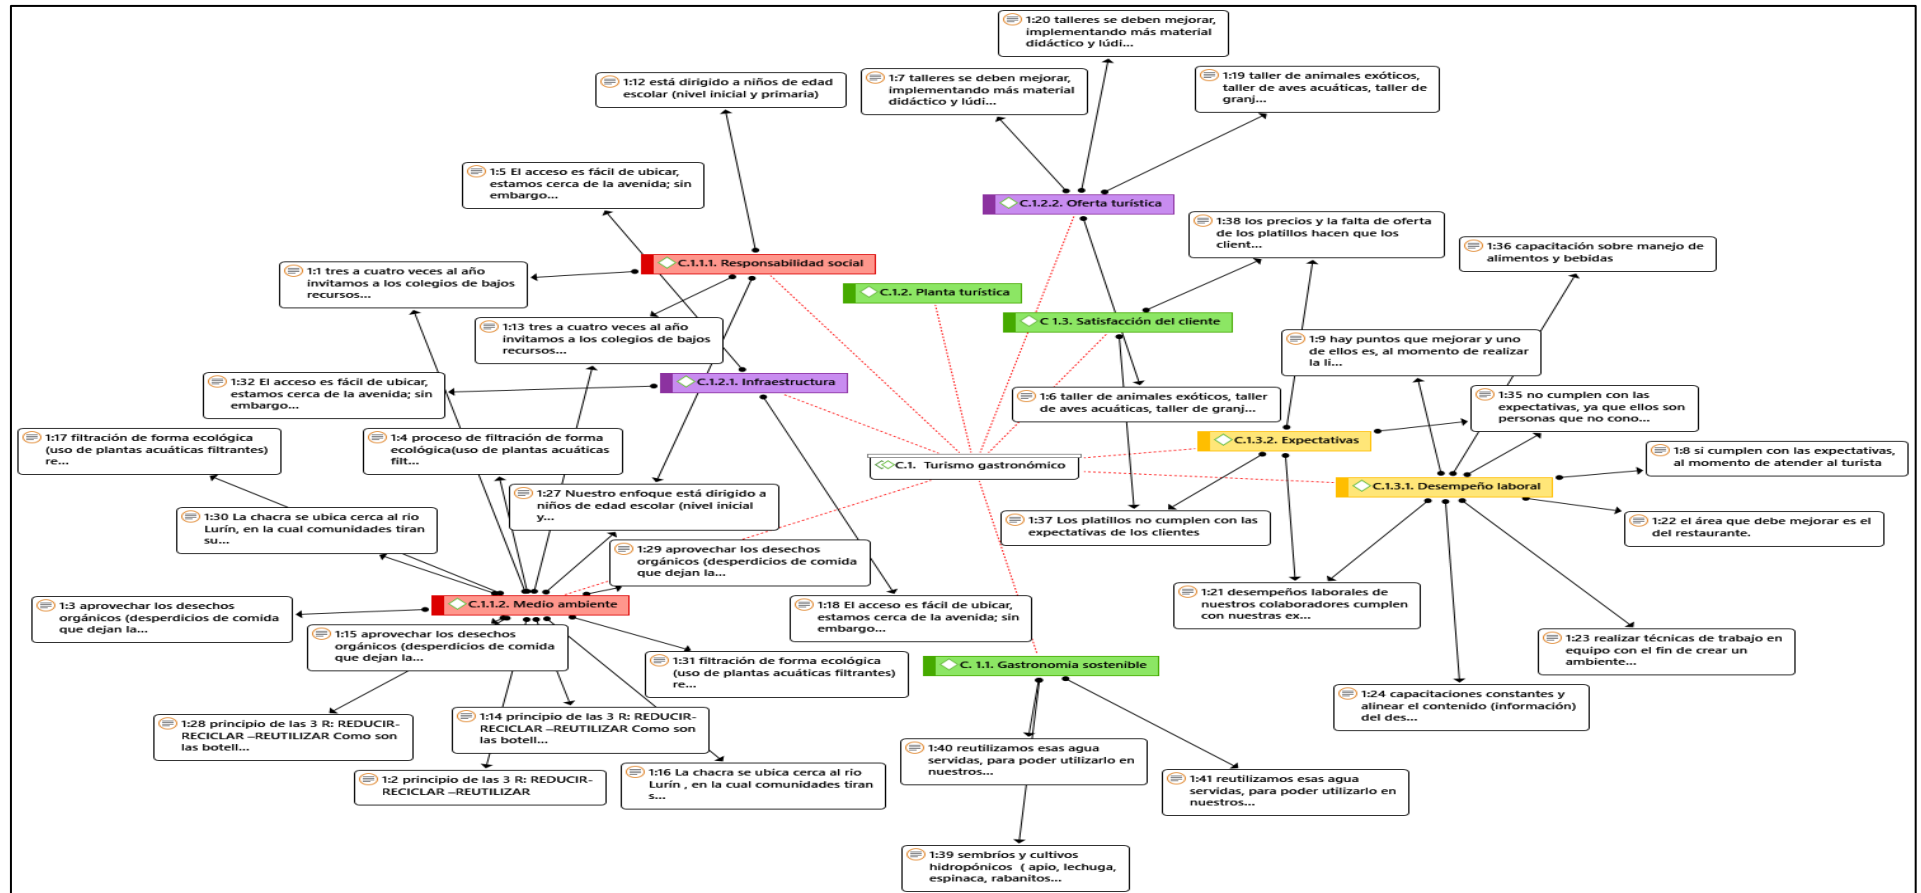 1:20 talleres se deben mejorar,
implementando más material
didáctico y lúdi...
1:12 está dirigido a niños de edad
escolar (nivel inicial y primaria)
1:7 talleres se deben mejorar,
implementando más material
didáctico y lúdi...
1:19 taller de animales exóticos,
taller de aves acuáticas, taller de
granj...
1:5 El acceso es fácil de ubicar,
estamos cerca de la avenida; sin
embargo...
C.1.2.2. Oferta turística
1:38 los precios y la falta de oferta
de los platillos hacen que los
client...
1:36 capacitación sobre manejo de
alimentos y bebidas
C.1.1.1. Responsabilidad social
1:1 tres a cuatro veces al año
invitamos a los colegios de bajos
recursos...
C.1.2. Planta turística
C 1.3. Satisfacción del cliente
1:13 tres a cuatro veces al año
invitamos a los colegios de bajos
recursos...
1:9 hay puntos que mejorar y uno
de ellos es, al momento de realizar
la li...
1:32 El acceso es fácil de ubicar,
estamos cerca de la avenida; sin
embargo...
C.1.2.1. Infraestructura
1:6 taller de animales exóticos, taller
de aves acuáticas, taller de granj...
1:35 no cumplen con las
expectativas, ya que ellos son
personas que no cono...
1:17 filtración de forma ecológica
(uso de plantas acuáticas filtrantes)
re...
1:4 proceso de filtración de forma
ecológica(uso de plantas acuáticas
filt...
C.1.3.2. Expectativas
1:8 si cumplen con las expectativas,
al momento de atender al turista
C.1. Turismo gastronómico
C.1.3.1. Desempeño laboral
1:27 Nuestro enfoque está dirigido a
niños de edad escolar (nivel inicial
y...
1:30 La chacra se ubica cerca al rio
Lurín, en la cual comunidades tiran
su...
1:37 Los platillos no cumplen con las
expectativas de los clientes
1:22 el área que debe mejorar es el
del restaurante.
1:29 aprovechar los desechos
orgánicos (desperdicios de comida
que dejan la...
1:3 aprovechar los desechos
orgánicos (desperdicios de comida
que dejan la...
C.1.1.2. Medio ambiente
1:18 El acceso es fácil de ubicar,
estamos cerca de la avenida; sin
embargo...
1:21 desempeños laborales de
nuestros colaboradores cumplen
con nuestras ex...
1:15 aprovechar los desechos
orgánicos (desperdicios de comida
que dejan la...
1:23 realizar técnicas de trabajo en
equipo con el fin de crear un
ambiente...
1:31 filtración de forma ecológica
(uso de plantas acuáticas filtrantes)
re...
C. 1.1. Gastronomia sostenible
1:24 capacitaciones constantes y
alinear el contenido (información)
del des...
1:28 principio de las 3 R: REDUCIR-
RECICLAR –REUTILIZAR Como son
las botell...
1:14 principio de las 3 R: REDUCIR-
RECICLAR –REUTILIZAR Como son
las botell...
1:40 reutilizamos esas agua
servidas, para poder utilizarlo en
nuestros...
1:2 principio de las 3 R: REDUCIR-
RECICLAR –REUTILIZAR
1:16 La chacra se ubica cerca al rio
Lurín , en la cual comunidades tiran
s...
1:41 reutilizamos esas agua
servidas, para poder utilizarlo en
nuestros...
1:39 sembríos y cultivos
hidropónicos ( apio, lechuga,
espinaca, rabanitos...